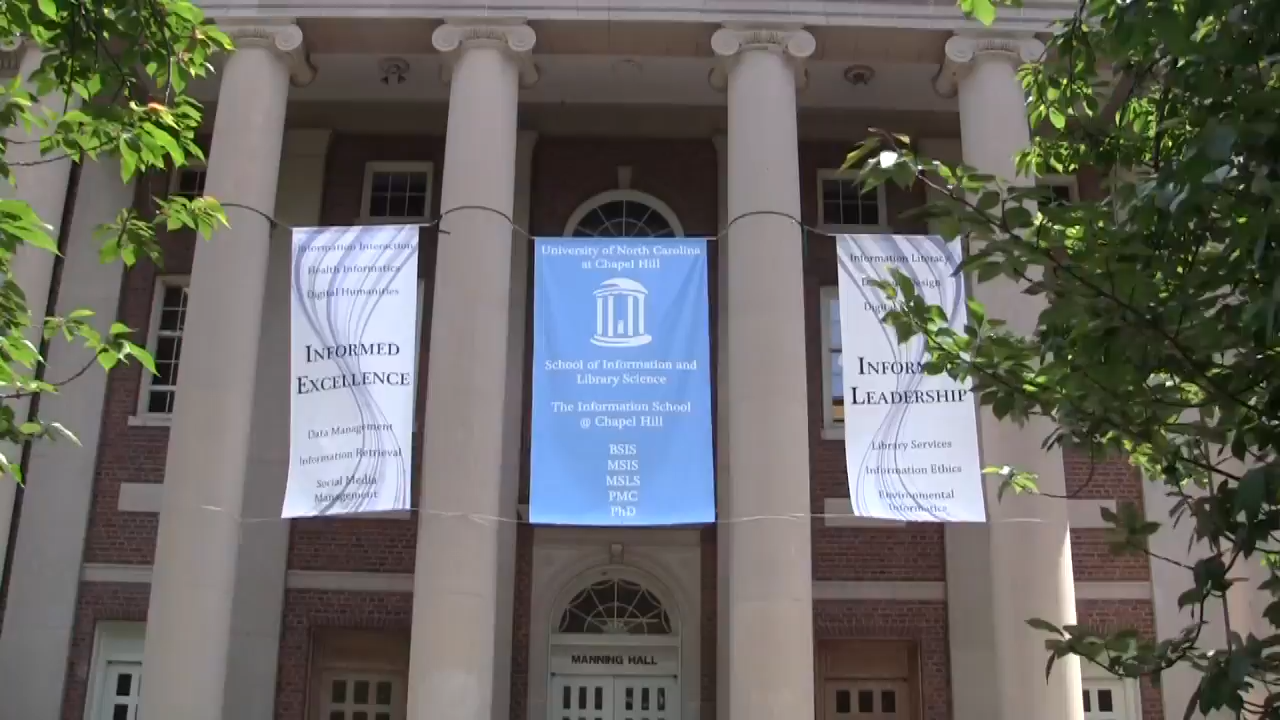 Information Interaction
Health Informatics
Digital Humanities
INFORMED
EXCELLENCE
Data Management
Information Retrieval
Social Media
Management
University of North Carolina
at Chapel Hill
School of Information and
Library Science
The Information School
@ Chapel Hill
BSIS
MSIS
MSLS
PMC
PhD
Information Literacy
Design
LEADERSHIP
Library Services
Information Ethics
Environmental
Informatics
MANNING HALL